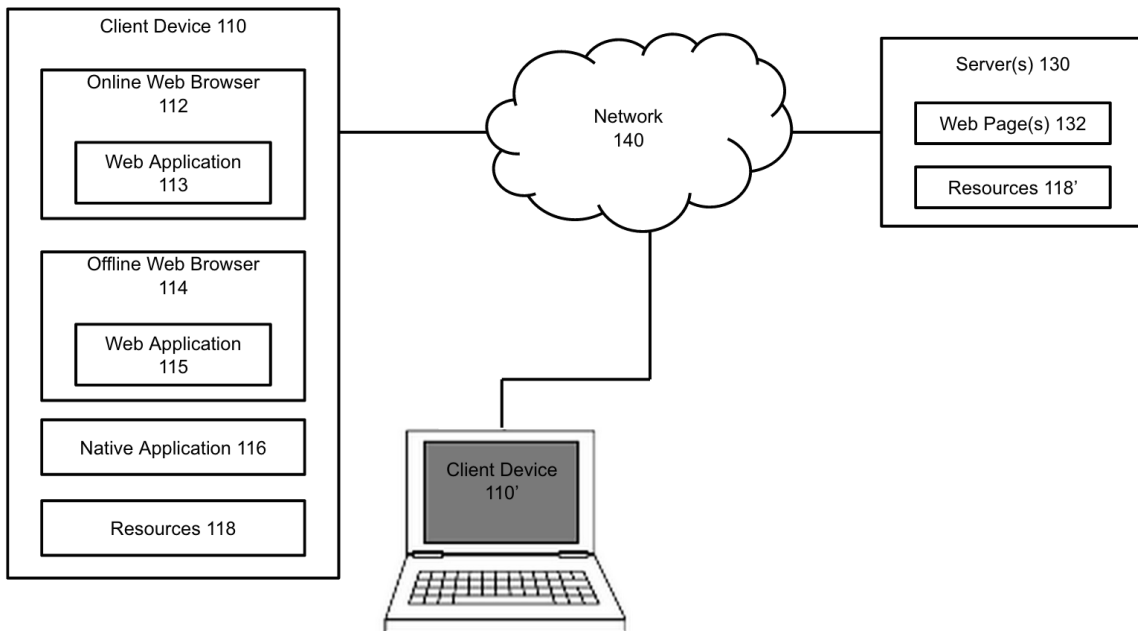 Client Device 110
Online Web Browser
112
Web Application
113
Offline Web Browser
114
Web Application
115
Native Application 116
Resources 118
Network
140
Server(s) 130
Web Page(s) 132
Resources 118’
Client Device
110’